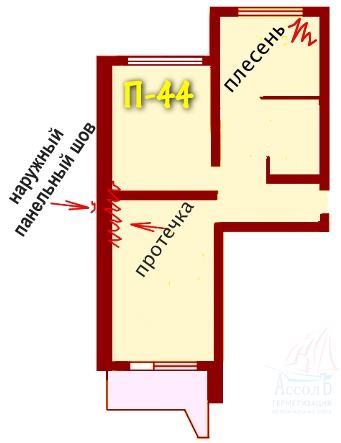 плесень
П-44
наружный
панельный шов
протечка
АссолЬ
ГЕРМЕТИЗАЦИЯ